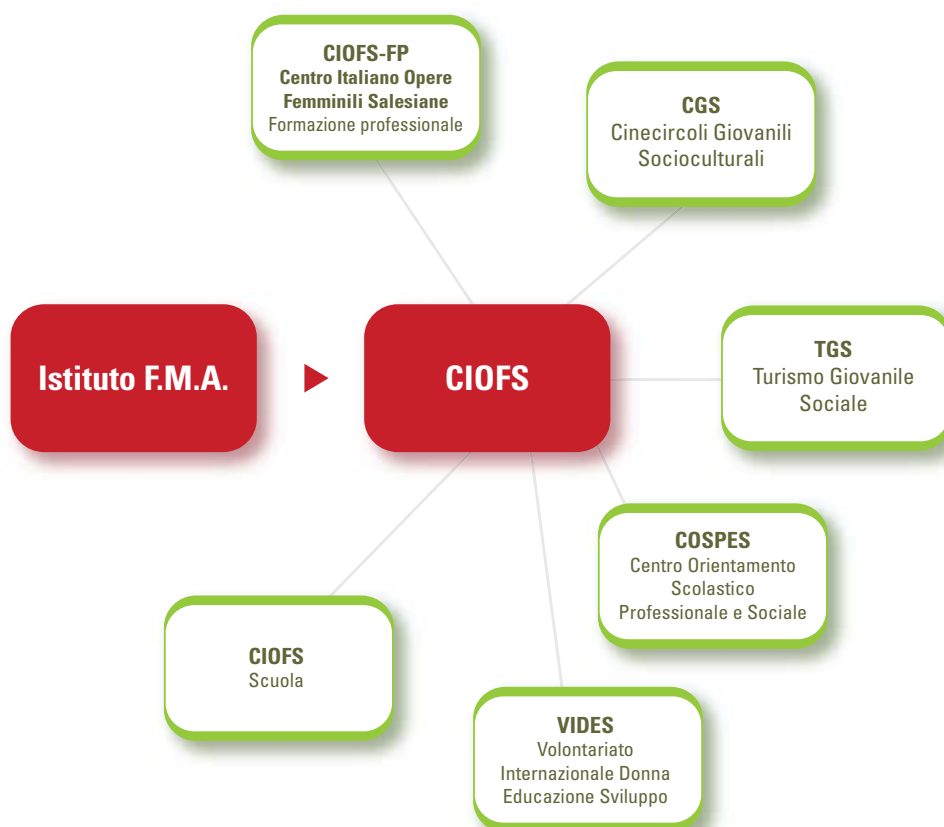 CIOFS-FP
Centro Italiano Opere
Femminili Salesiane
Formazione professionale
CGS
Cinecircoli Giovanili
Socioculturali
Istituto F.M.A.
CIOFS
TGS
Turismo Giovanile
Sociale
COSPES
Centro Orientamento
Scolastico
Professionale e Sociale
CIOFS
Scuola
VIDES
Volontariato
Internazionale Donna
Educazione Sviluppo